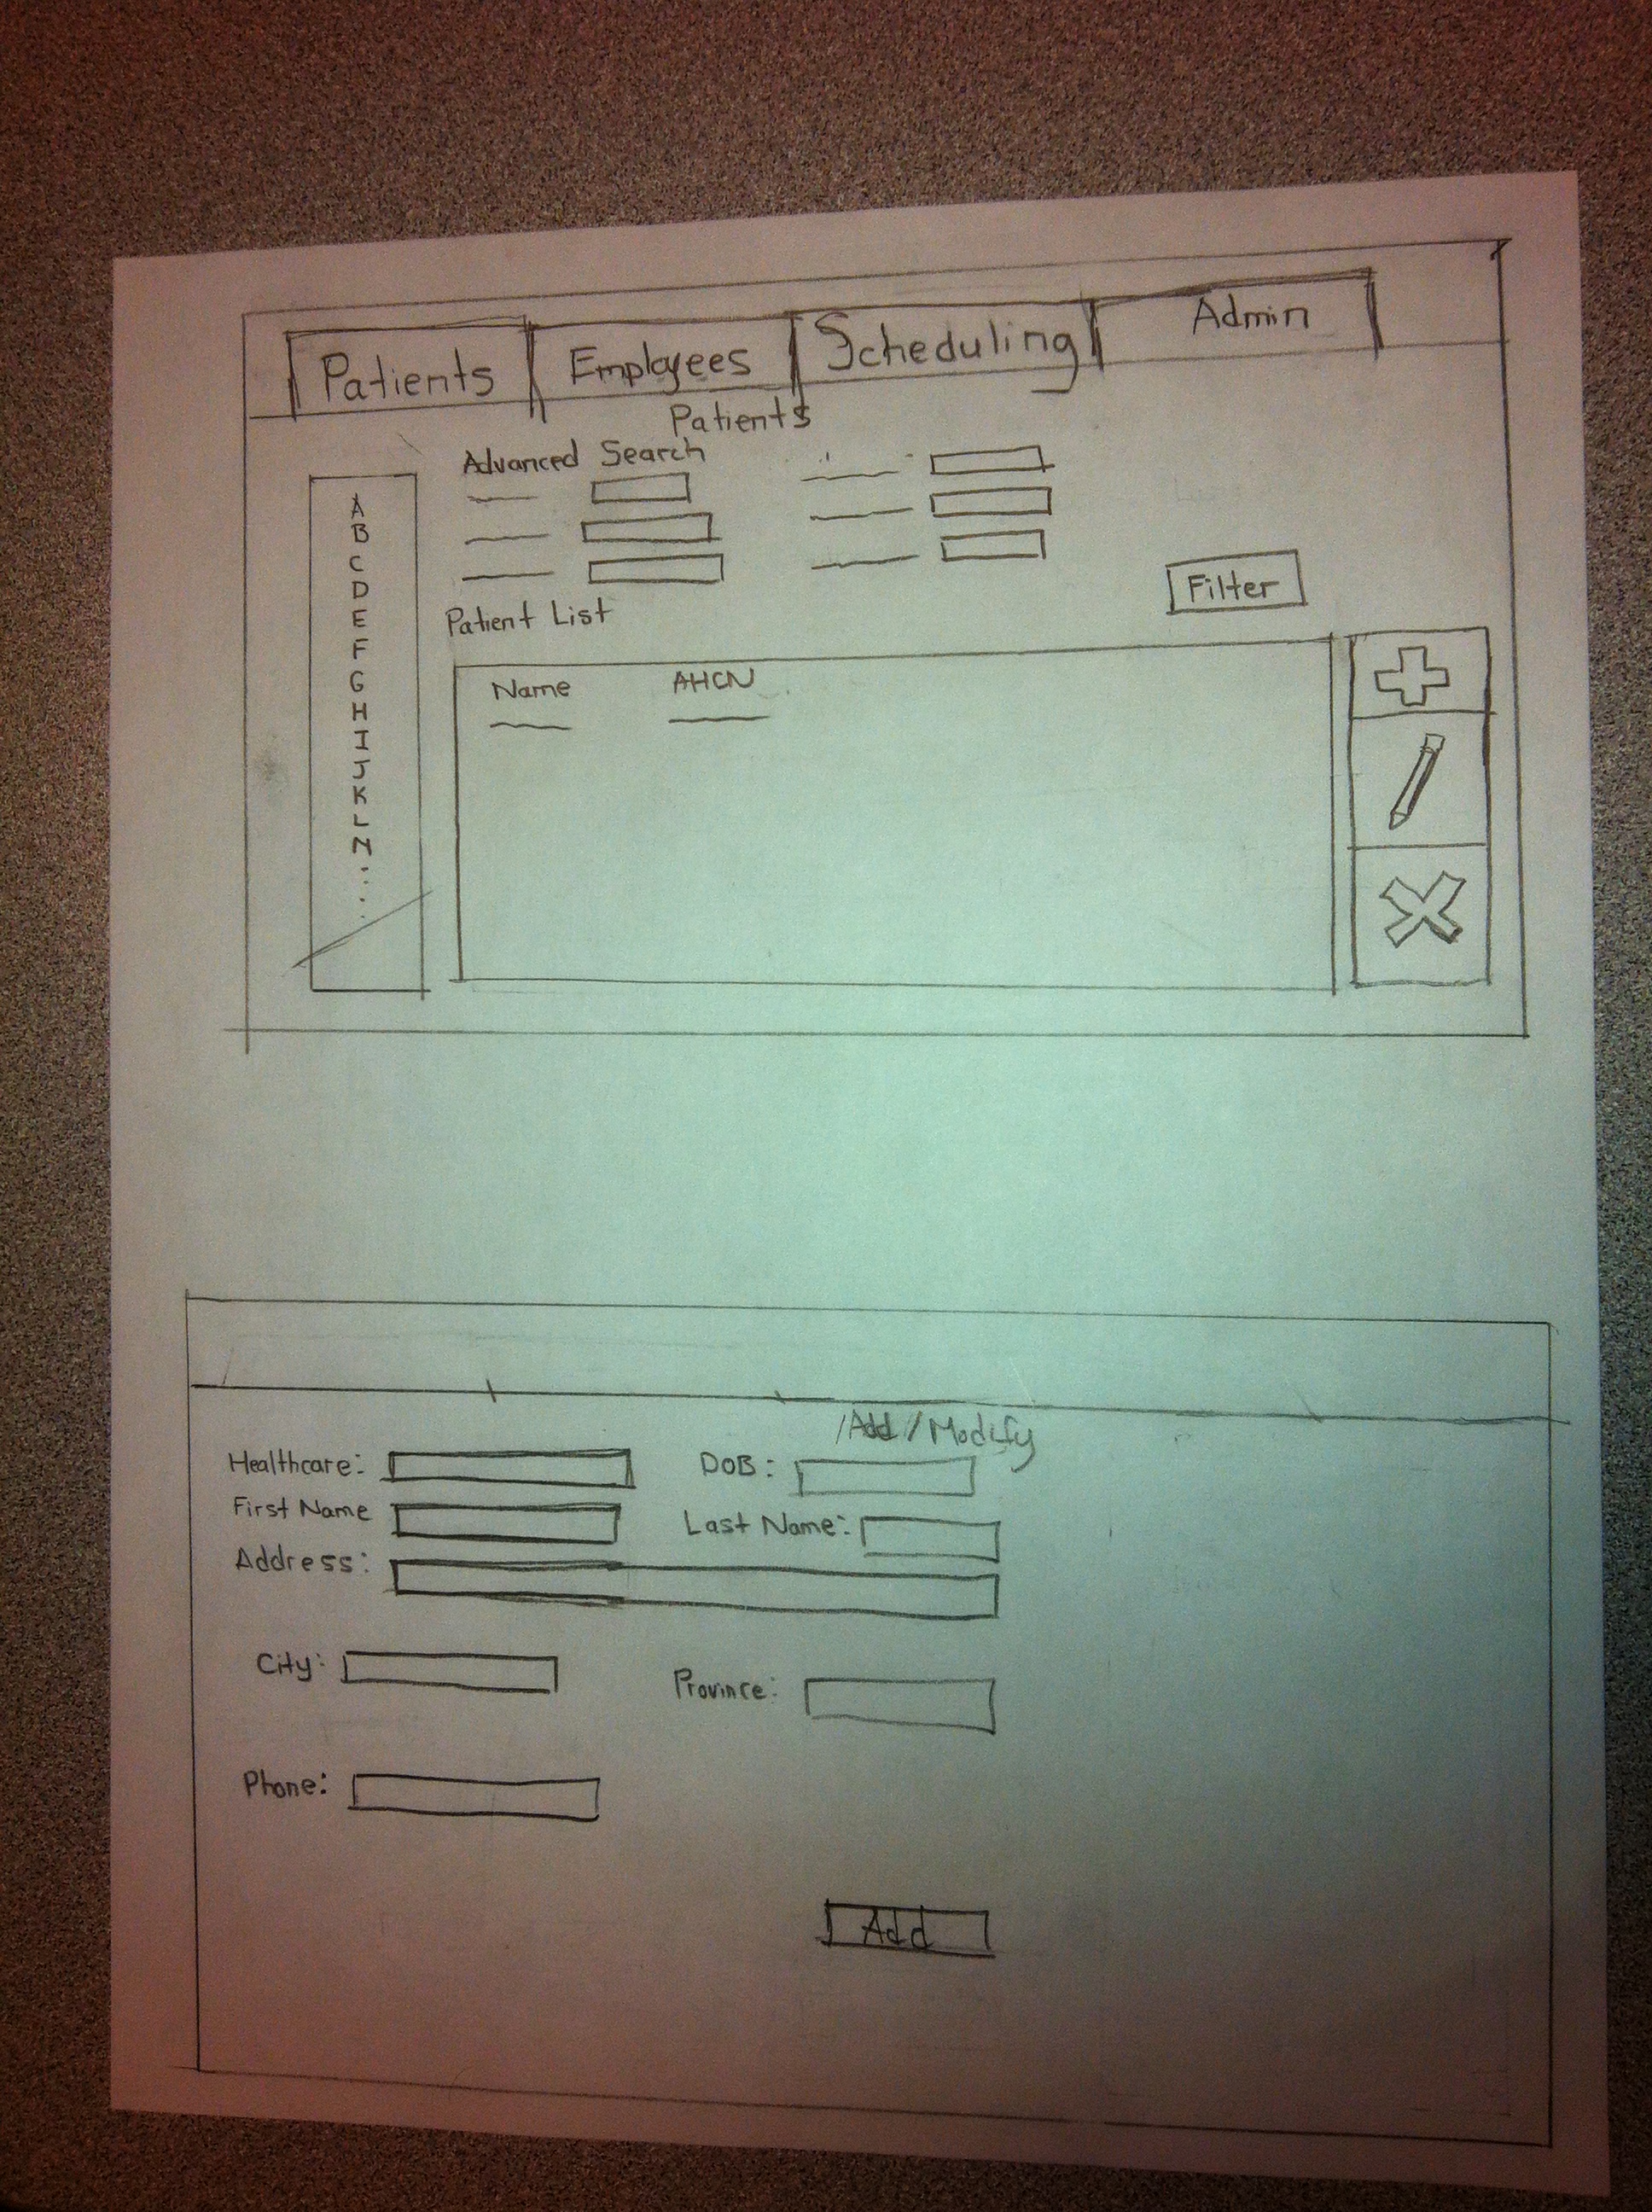 Patients Employees Scheduling Admin
Patients
Advanced Search
A
B
C
D
E
F
G
H
I
J
K
L
N
Filter
Patient List
Name AHCN
/Add/Modify
Healthcare: DOB:
First Name Last Name:
Address:
City: Province:
Phone:
Add